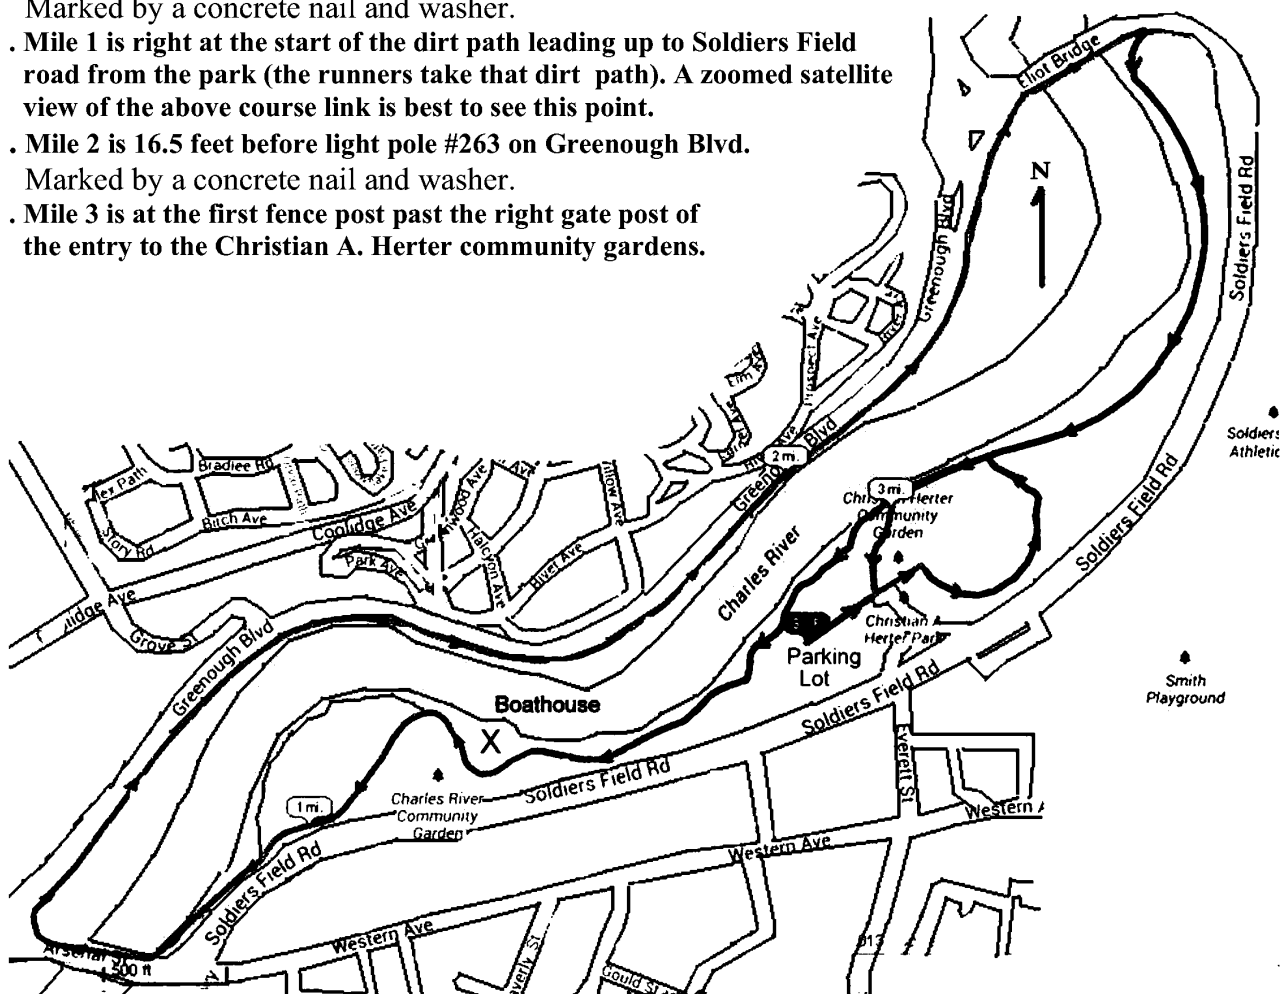 Marked by a concrete nail and washer.
. Mile 1 is right at the start of the dirt path leading up to Soldiers Field
road from the park (the runners take that dirt path). A zoomed satellite
view of the above course link is best to see this point.
. Mile 2 is 16.5 feet before light pole #263 on Greenough Blvd.
Marked by a concrete nail and washer.
. Mile 3 is at the first fence post past the right gate post of
the entry to the Christian A. Herter community gardens.
Eliot Bridge
N
Soldiers Field Rd
Greenough Blvd
Prospect Ave
Elm
Soldiers
Athletic
Blvd
2 mi.
Bradlee Rd
Birch Ave
Story Rd
Coolidge Ave
Park Ave
Halcyon Ave
River Ave
Ave
3 mi.
Herter
Community
Garden
Soldiers Field Rd
Charles River
Christian A
Herter Park
Parking
Lot
Grove S
Greenough Blvd
Boathouse
X
Smith
Playground
Soldiers Field Rd
Everett St
Soldiers Field Rd
Charles River
Community
Garden
1 mi.
Western A
Western Ave
Soldiers Field Rd
Western Ave
Arsenal S
500 ft
Gould St